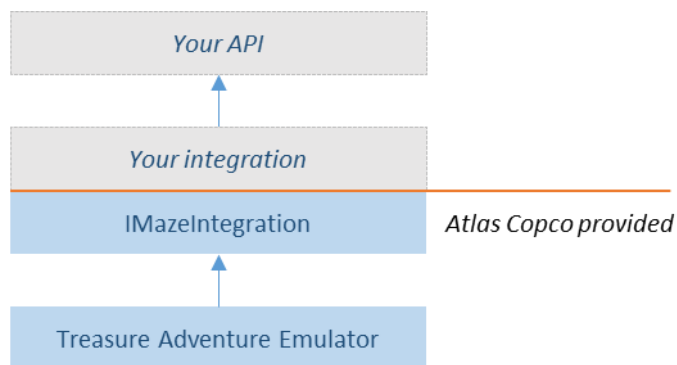 Your API
Your integration
IMazeIntegration
Atlas Copco provided
Treasure Adventure Emulator